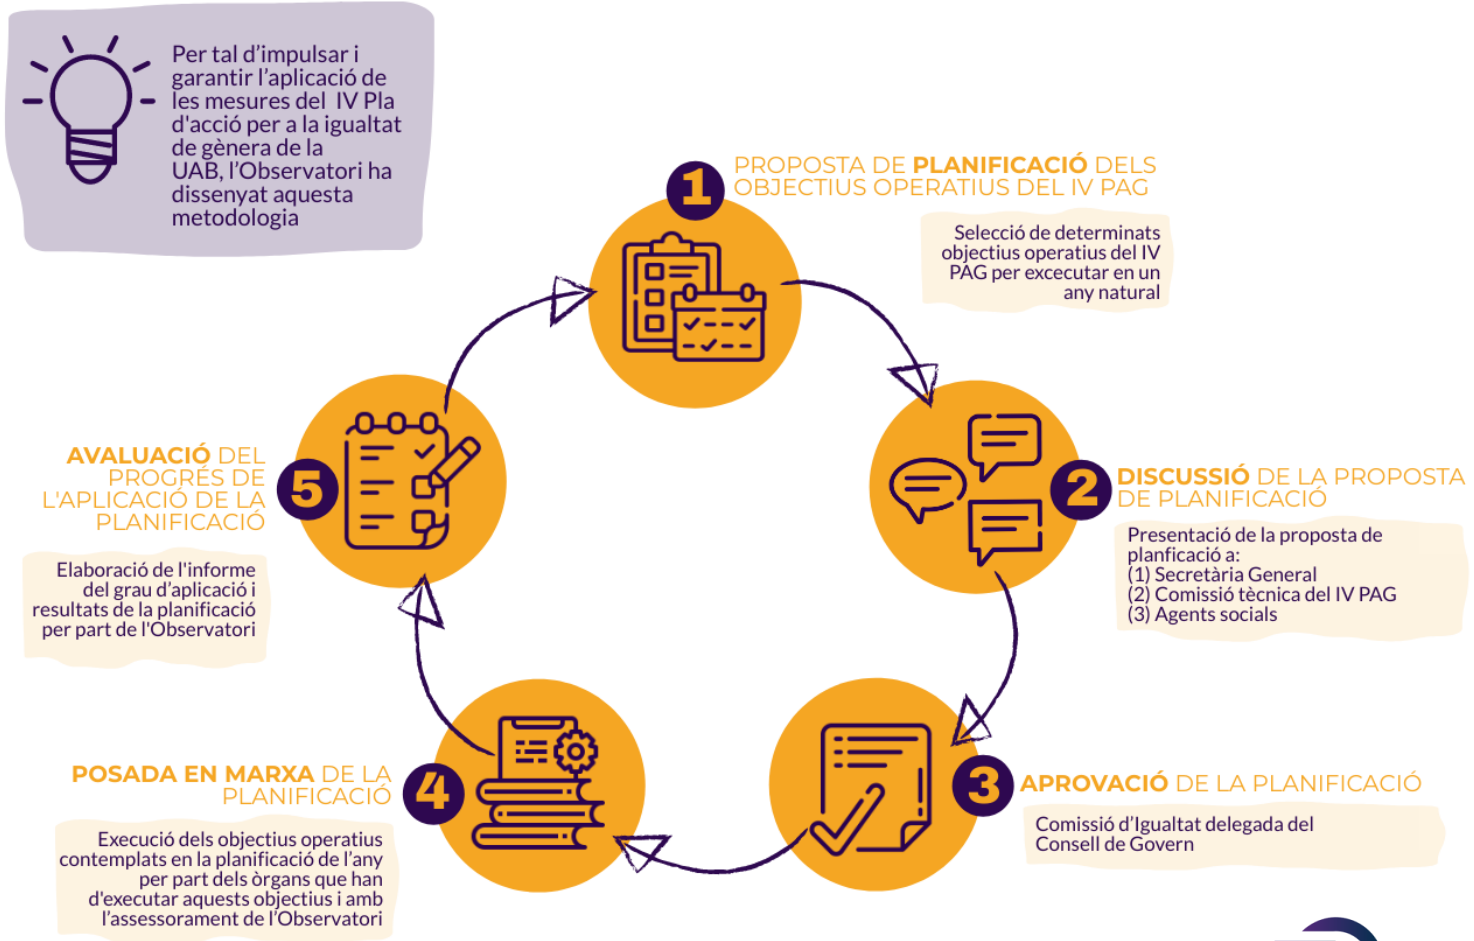 Per tal d'impulsar i
garantir l'aplicació de
les mesures del IV Pla
d'acció per a la igualtat
de gènera de la
UAB, l'Observatori ha
dissenyat aquesta
metodologia
1
PROPOSTA DE PLANIFICACIÓ DELS
OBJECTIUS OPERATIUS DEL IV PAG
Selecció de determinats
objectius operatius del IV
PAG per excecutar en un
any natural
2
DISCUSSIÓ DE LA PROPOSTA
DE PLANIFICACIÓ
Presentació de la proposta de
planficació a:
(1) Secretària General
(2) Comissió tècnica del IV PAG
(3) Agents socials
3
APROVACIÓ DE LA PLANIFICACIÓ
Comissió d'Igualtat delegada del
Consell de Govern
4
POSADA EN MARXA DE LA
PLANIFICACIÓ
Execució dels objectius operatius
contemplats en la planificació de l'any
per part dels òrgans que han
d'executar aquests objectius i amb
l'assessorament de l'Observatori
5
AVALUACIÓ DEL
PROGRÉS DE
L'APLICACIÓ DE LA
PLANIFICACIÓ
Elaboració de l'informe
del grau d'aplicació i
resultats de la planificació
per part de l'Observatori